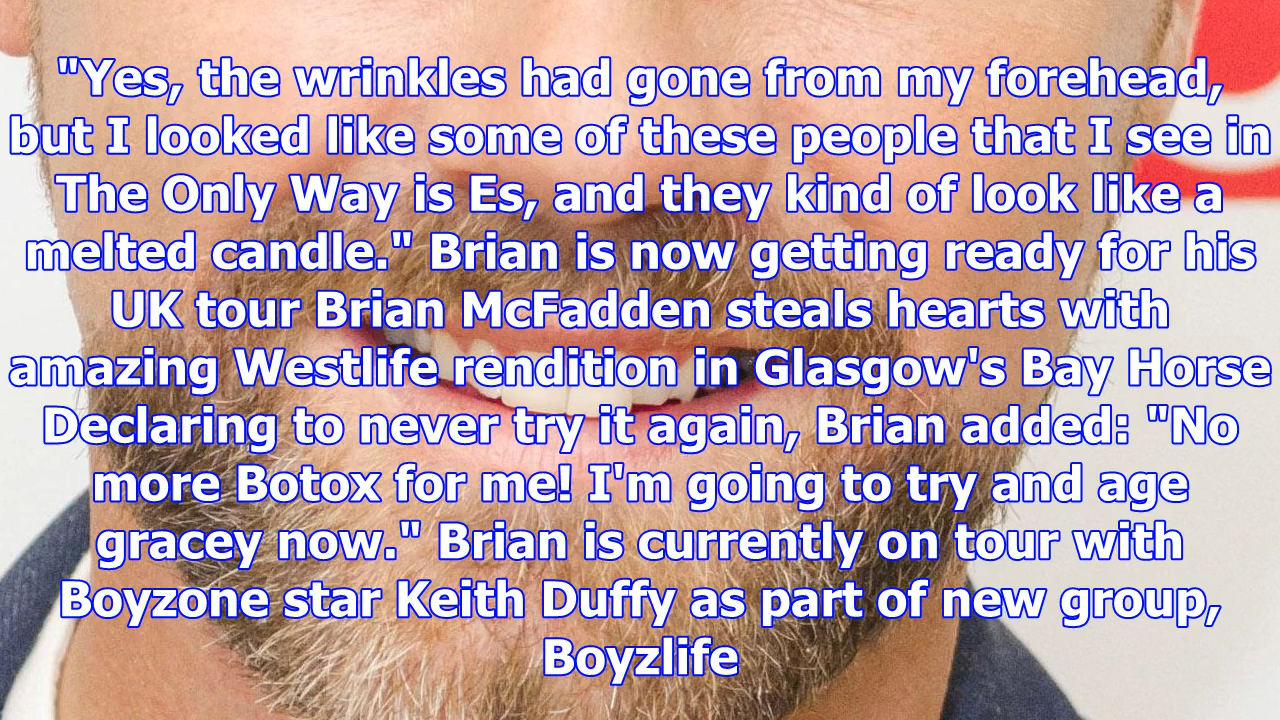 "Yes, the wrinkles had gone from my forehead,
but I looked like some of these people that I see in
The Only Way is Es, and they kind of look like a
melted candle." Brian is now getting ready for his
UK tour Brian McFadden steals hearts with
amazing Westlife rendition in Glasgow's Bay Horse
Declaring to never try it again, Brian added: "No
more Botox for me! I'm going to try and age
gracey now." Brian is currently on tour with
Boyzone star Keith Duffy as part of new group,
Boyzlife